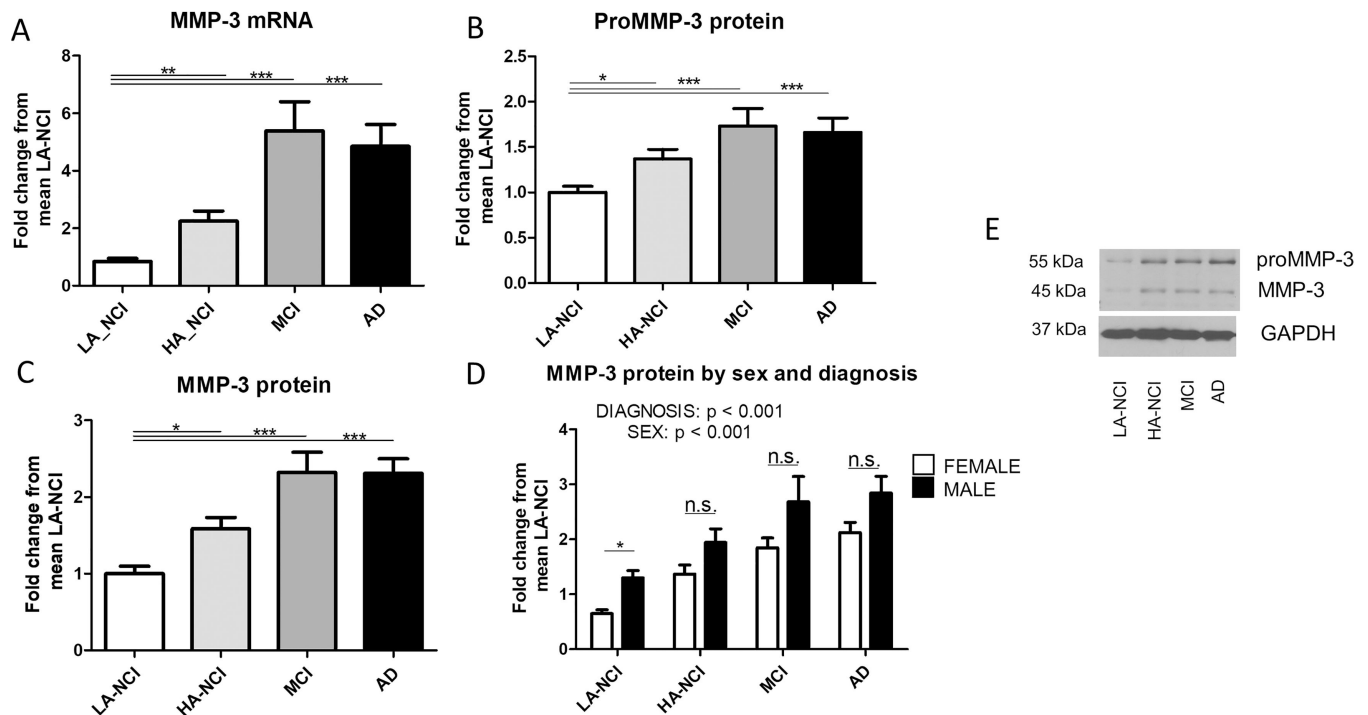 A
MMP-3 mRNA
Fold change from
mean LA-NCI
8
6
4
2
0
**
***
***
LA_NCI
HA_NCI
MCI
AD
B
ProMMP-3 protein
Fold change from
mean LA-NCI
2.5
2.0
1.5
1.0
0.5
0.0
*
***
***
LA-NCI
HA-NCI
MCI
AD
C
MMP-3 protein
Fold change from
mean LA-NCI
3
2
1
0
*
***
***
LA-NCI
HA-NCI
MCI
AD
D
MMP-3 protein by sex and diagnosis
DIAGNOSIS: p < 0.001
SEX: p < 0.001
Fold change from
mean LA-NCI
4
3
2
1
0
*
n.s.
n.s.
n.s.
FEMALE
MALE
LA-NCI
HA-NCI
MCI
AD
E
55 kDa
proMMP-3
45 kDa
MMP-3
37 kDa
GAPDH
LA-NCI
HA-NCI
MCI
AD